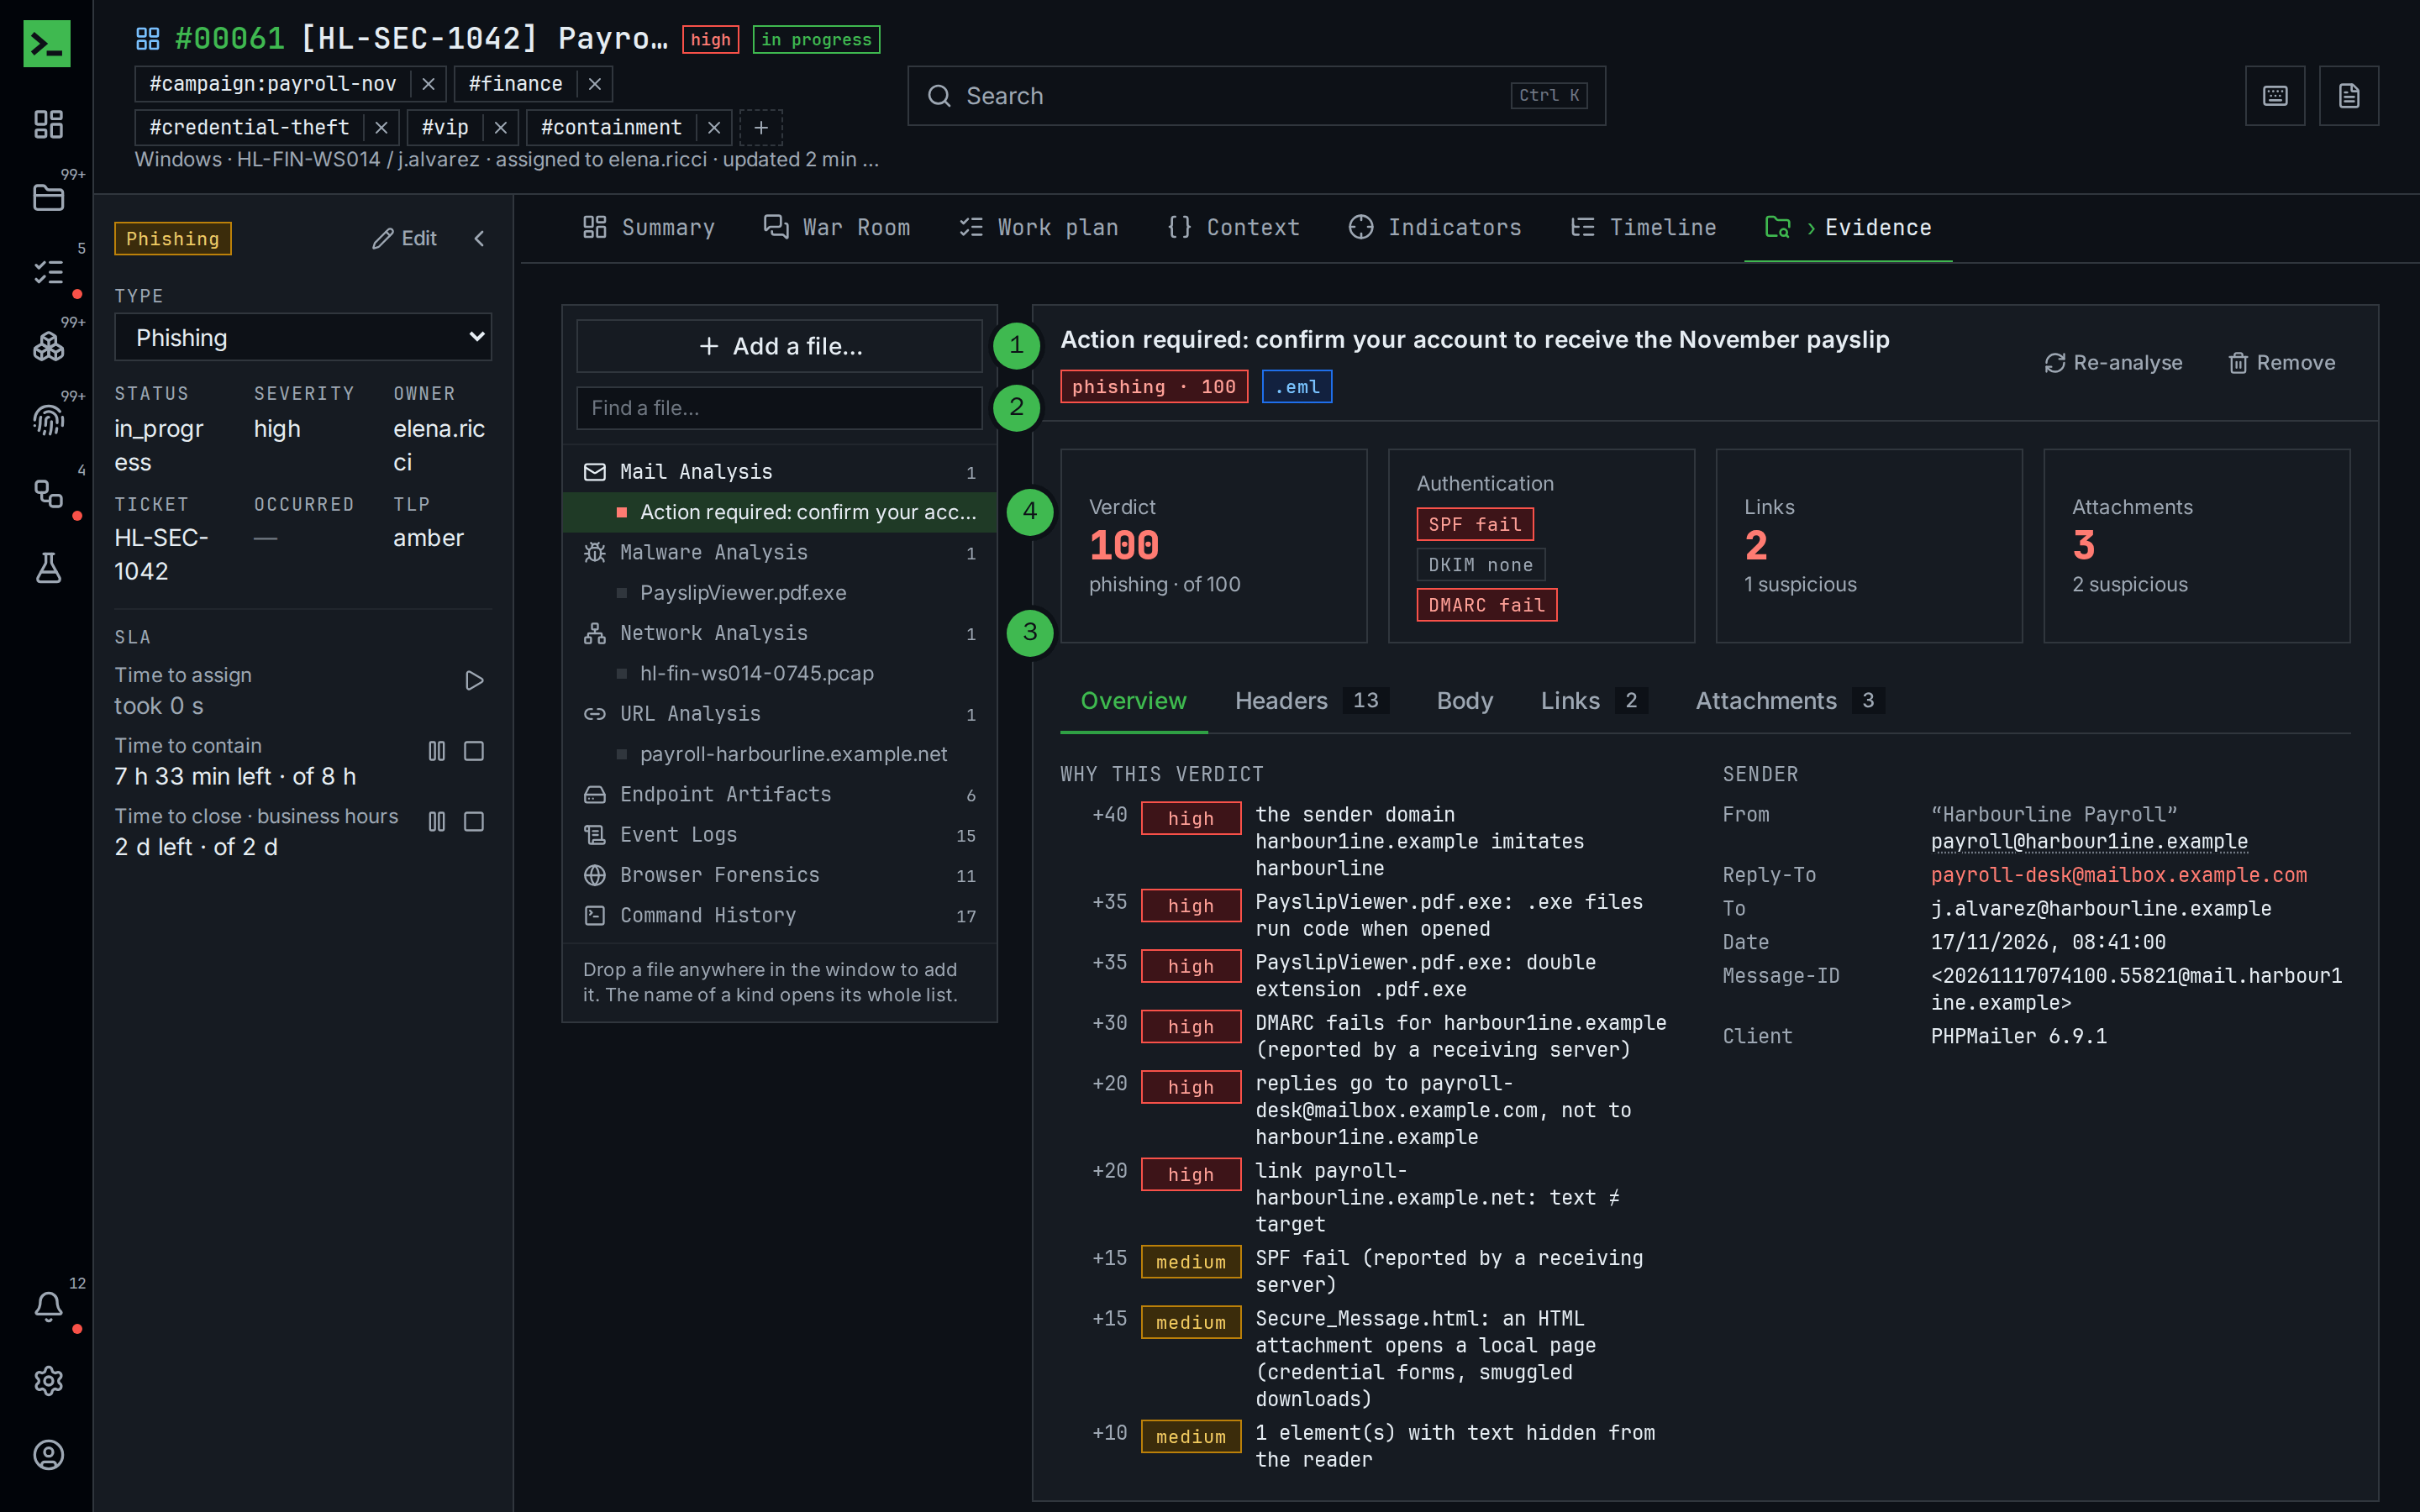 #00061 [HL-SEC-1042] Payro… high in progress
#campaign:payroll-nov #finance
#credential-theft #vip #containment
Windows · HL-FIN-WS014 / j.alvarez · assigned to elena.ricci · updated 2 min …
Search Ctrl K
99+
5
99+
99+
4
12
Phishing Edit
TYPE
Phishing
STATUS SEVERITY OWNER
in_progr high elena.ric
ess ci
TICKET OCCURRED TLP
HL-SEC- — amber
1042
SLA
Time to assign
took 0 s
Time to contain
7 h 33 min left · of 8 h
Time to close · business hours
2 d left · of 2 d
Summary War Room Work plan Context Indicators Timeline › Evidence
+ Add a file... 1
Find a file... 2
Mail Analysis 1
Action required: confirm your acc... 4
Malware Analysis 1
PayslipViewer.pdf.exe
Network Analysis 1 3
hl-fin-ws014-0745.pcap
URL Analysis 1
payroll-harbourline.example.net
Endpoint Artifacts 6
Event Logs 15
Browser Forensics 11
Command History 17
Drop a file anywhere in the window to add
it. The name of a kind opens its whole list.
Action required: confirm your account to receive the November payslip
phishing · 100 .eml
Re-analyse Remove
Verdict
100
phishing · of 100
Authentication
SPF fail
DKIM none
DMARC fail
Links
2
1 suspicious
Attachments
3
2 suspicious
Overview Headers 13 Body Links 2 Attachments 3
WHY THIS VERDICT
+40 high the sender domain
harbour1ine.example imitates
harbourline
+35 high PayslipViewer.pdf.exe: .exe files
run code when opened
+35 high PayslipViewer.pdf.exe: double
extension .pdf.exe
+30 high DMARC fails for harbour1ine.example
(reported by a receiving server)
+20 high replies go to payroll-
desk@mailbox.example.com, not to
harbour1ine.example
+20 high link payroll-
harbourline.example.net: text ≠
target
+15 medium SPF fail (reported by a receiving
server)
+15 medium Secure_Message.html: an HTML
attachment opens a local page
(credential forms, smuggled
downloads)
+10 medium 1 element(s) with text hidden from
the reader
SENDER
From “Harbourline Payroll”
payroll@harbour1ine.example
Reply-To payroll-desk@mailbox.example.com
To j.alvarez@harbourline.example
Date 17/11/2026, 08:41:00
Message-ID <20261117074100.55821@mail.harbour1
ine.example>
Client PHPMailer 6.9.1